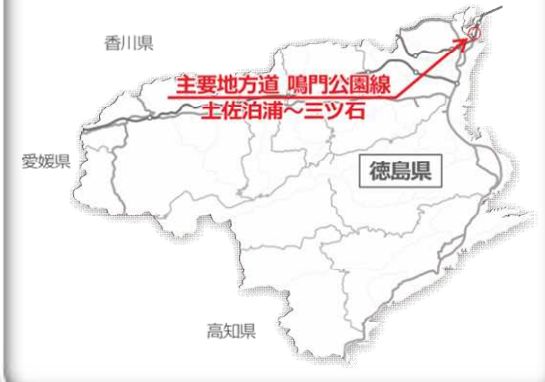 香川県
主要地方道 鳴門公園線
土佐泊浦～三ツ石
愛媛県
徳島県
高知県